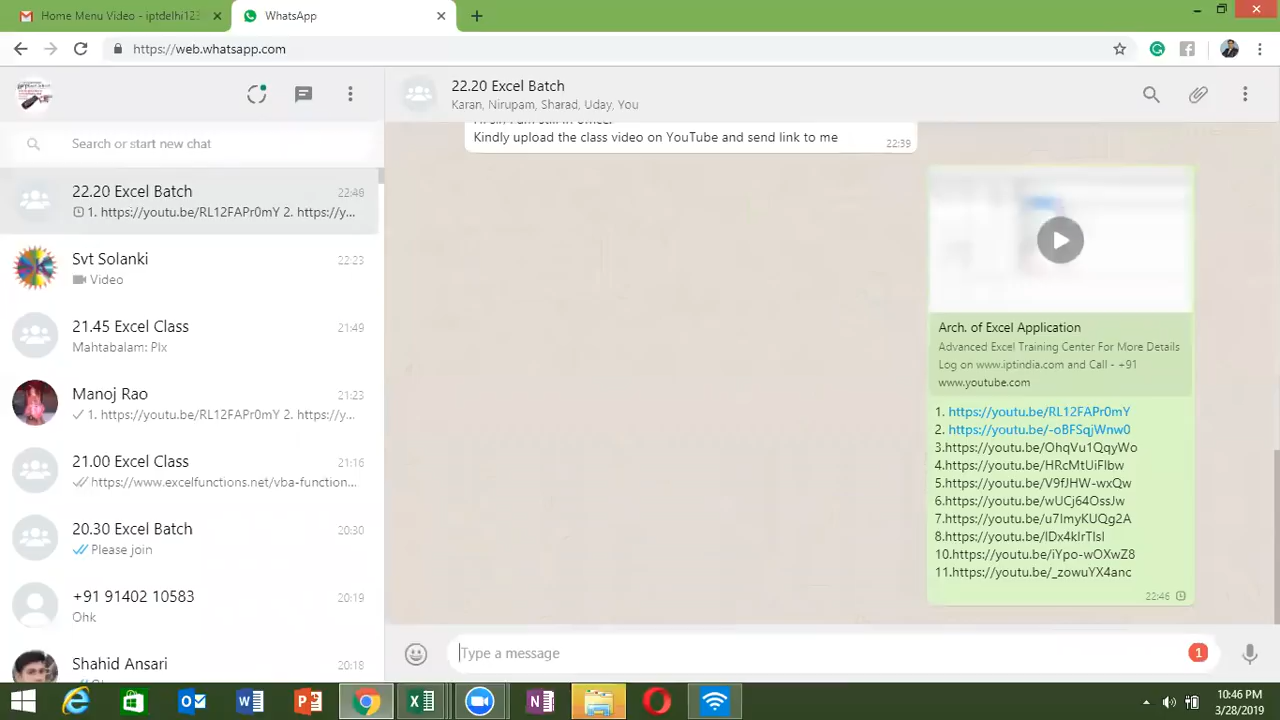 Home Menu Video - iptdelhi123
WhatsApp
https://web.whatsapp.com
22.20 Excel Batch
Karan, Nirupam, Sharad, Uday, You
Search or start new chat
22.20 Excel Batch
22:46
1. https://youtu.be/RL12FAPr0mY 2. https://y...
Svt Solanki
22:23
Video
21.45 Excel Class
21:49
Mahtabalam: Plx
Manoj Rao
21:23
1. https://youtu.be/RL12FAPr0mY 2. https://y...
21.00 Excel Class
21:16
https://www.excelfunctions.net/vba-function...
20.30 Excel Batch
20:30
Please join
+91 91402 10583
20:19
Ohk
Shahid Ansari
20:18
Kindly upload the class video on YouTube and send link to me
22:39
Arch. of Excel Application
Advanced Excel Training Center For More Details
Log on www.iptindia.com and Call - +91
www.youtube.com
1. https://youtu.be/RL12FAPr0mY
2. https://youtu.be/-oBFSqjWnw0
3.https://youtu.be/OhqVu1QqyWo
4.https://youtu.be/HRcMtUiFIbw
5.https://youtu.be/V9fJHW-wxQw
6.https://youtu.be/wUCj64OssJw
7.https://youtu.be/u7ImyKUQg2A
8.https://youtu.be/IDx4kIrTIsI
10.https://youtu.be/iYpo-wOXwZ8
11.https://youtu.be/_zowuYX4anc
22:46
Type a message
1
10:46 PM
3/28/2019